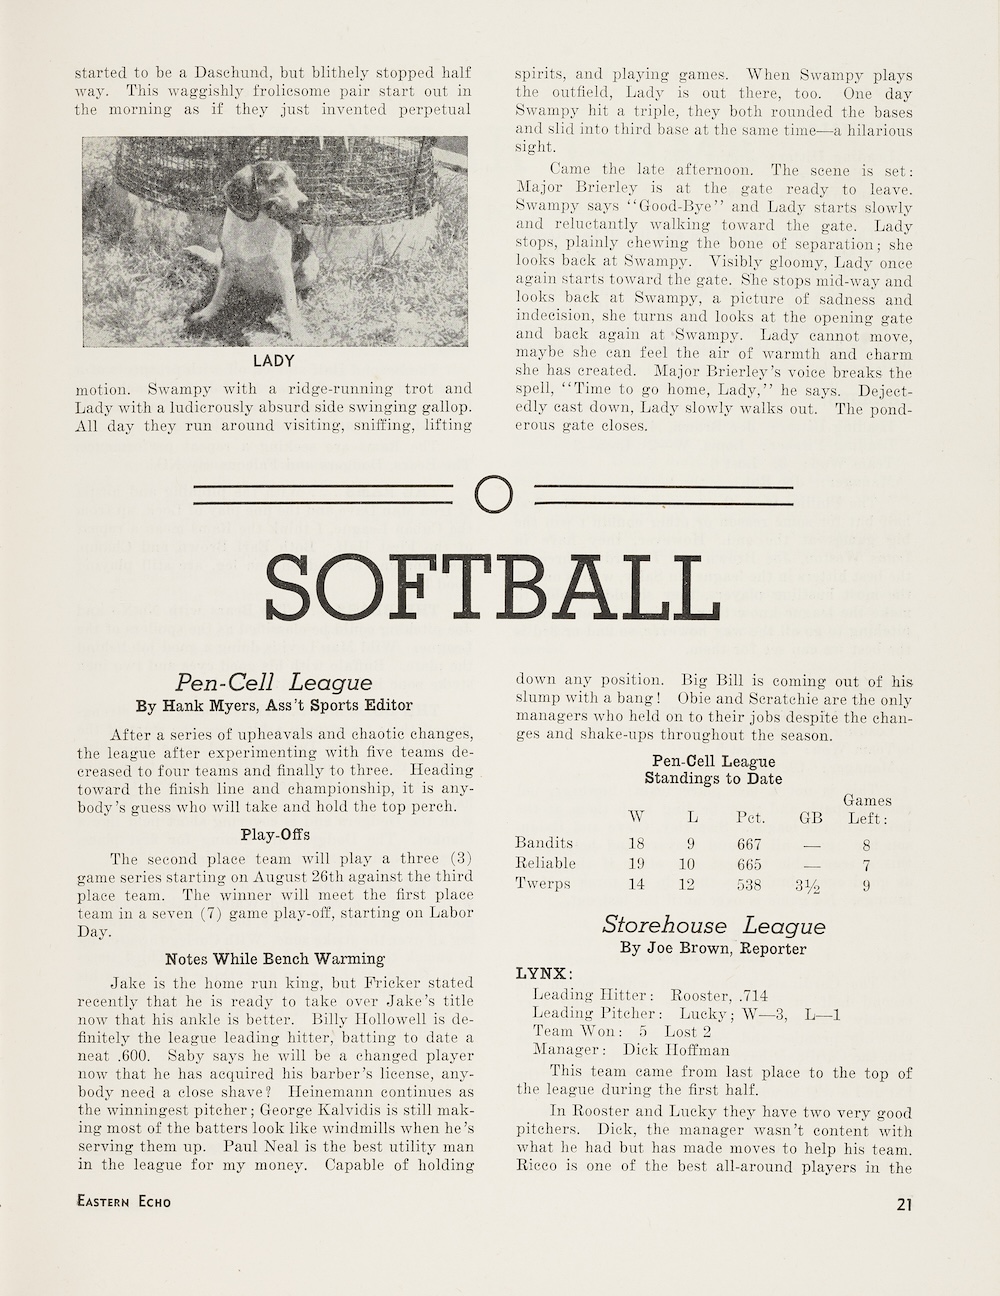 started to be a Daschund, but blithely stopped half
way. This waggishly frolicsome pair start out in
the morning as if they just invented perpetual
LADY
motion. Swampy with a ridge-running trot and
Lady with a ludicrously absurd side swinging gallop.
All day they run around visiting, sniffing, lifting
spirits, and playing games. When Swampy plays
the outfield, Lady is out there, too. One day
Swampy hit a triple, they both rounded the bases
and slid into third base at the same time—a hilarious
sight.
Came the late afternoon. The scene is set:
Major Brierley is at the gate ready to leave.
Swampy says "Good-Bye" and Lady starts slowly
and reluctantly walking toward the gate. Lady
stops, plainly chewing the bone of separation; she
looks back at Swampy. Visibly gloomy, Lady once
again starts toward the gate. She stops mid-way and
looks back at Swampy, a picture of sadness and
indecision, she turns and looks at the opening gate
and back again at Swampy. Lady cannot move,
maybe she can feel the air of warmth and charm
she has created. Major Brierley's voice breaks the
spell, "Time to go home, Lady," he says. Deject-
edly cast down, Lady slowly walks out. The pond-
erous gate closes.
SOFTBALL
Pen-Cell League
By Hank Myers, Ass't Sports Editor
After a series of upheavals and chaotic changes,
the league after experimenting with five teams de-
creased to four teams and finally to three. Heading
toward the finish line and championship, it is any-
body's guess who will take and hold the top perch.
Play-Offs
The second place team will play a three (3)
game series starting on August 26th against the third
place team. The winner will meet the first place
team in a seven (7) game play-off, starting on Labor
Day.
Notes While Bench Warming
Jake is the home run king, but Fricker stated
recently that he is ready to take over Jake's title
now that his ankle is better. Billy Hollowell is de-
finitely the league leading hitter, batting to date a
neat .600. Saby says he will be a changed player
now that he has acquired his barber's license, any-
body need a close shave? Heinemann continues as
the winningest pitcher; George Kalvidis is still mak-
ing most of the batters look like windmills when he's
serving them up. Paul Neal is the best utility man
in the league for my money. Capable of holding
down any position. Big Bill is coming out of his
slump with a bang! Obie and Scratchie are the only
managers who held on to their jobs despite the chan-
ges and shake-ups throughout the season.
Pen-Cell League
Standings to Date
Games
W L Pct. GB Left:
Bandits 18 9 667 — 8
Reliable 19 10 665 — 7
Twerps 14 12 538 3½ 9
Storehouse League
By Joe Brown, Reporter
LYNX:
Leading Hitter: Rooster, .714
Leading Pitcher: Lucky; W—3, L—1
Team Won: 5 Lost 2
Manager: Dick Hoffman
This team came from last place to the top of
the league during the first half.
In Rooster and Lucky they have two very good
pitchers. Dick, the manager wasn't content with
what he had but has made moves to help his team.
Ricco is one of the best all-around players in the
EASTERN ECHO
21